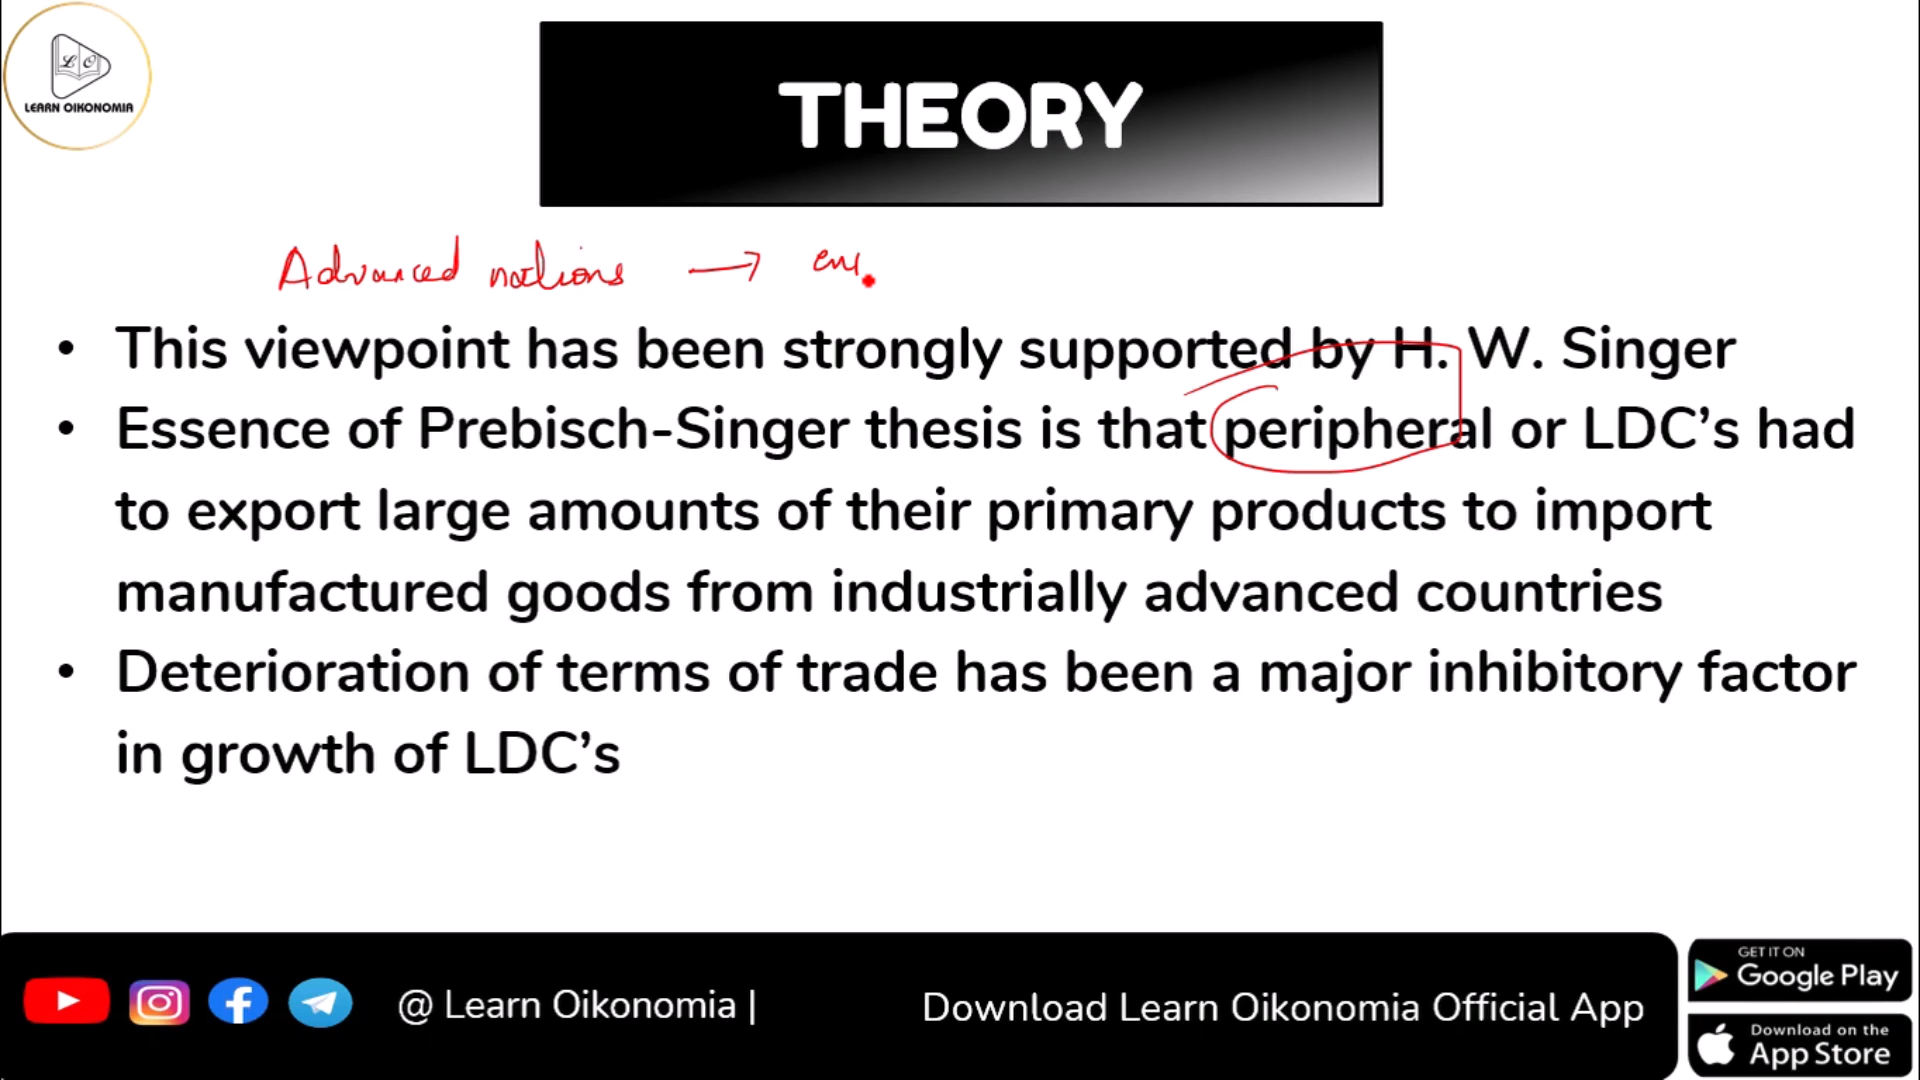 L O
LEARN OIKONOMIA
THEORY
Advanced nations →
• This viewpoint has been strongly supported by H. W. Singer
• Essence of Prebisch-Singer thesis is that peripheral or LDC’s had
to export large amounts of their primary products to import
manufactured goods from industrially advanced countries
• Deterioration of terms of trade has been a major inhibitory factor
in growth of LDC’s
@ Learn Oikonomia |
Download Learn Oikonomia Official App
GET IT ON
Google Play
Download on the
App Store